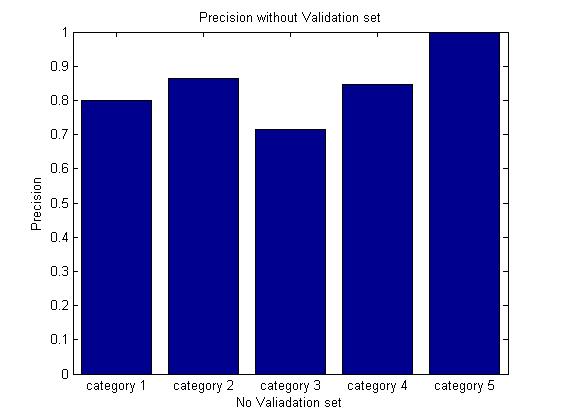 Precision without Validation set
1
0.9
0.8
0.7
0.6
0.5
0.4
0.3
0.2
0.1
0
Precision
category 1 category 2 category 3 category 4 category 5
No Valiadation set